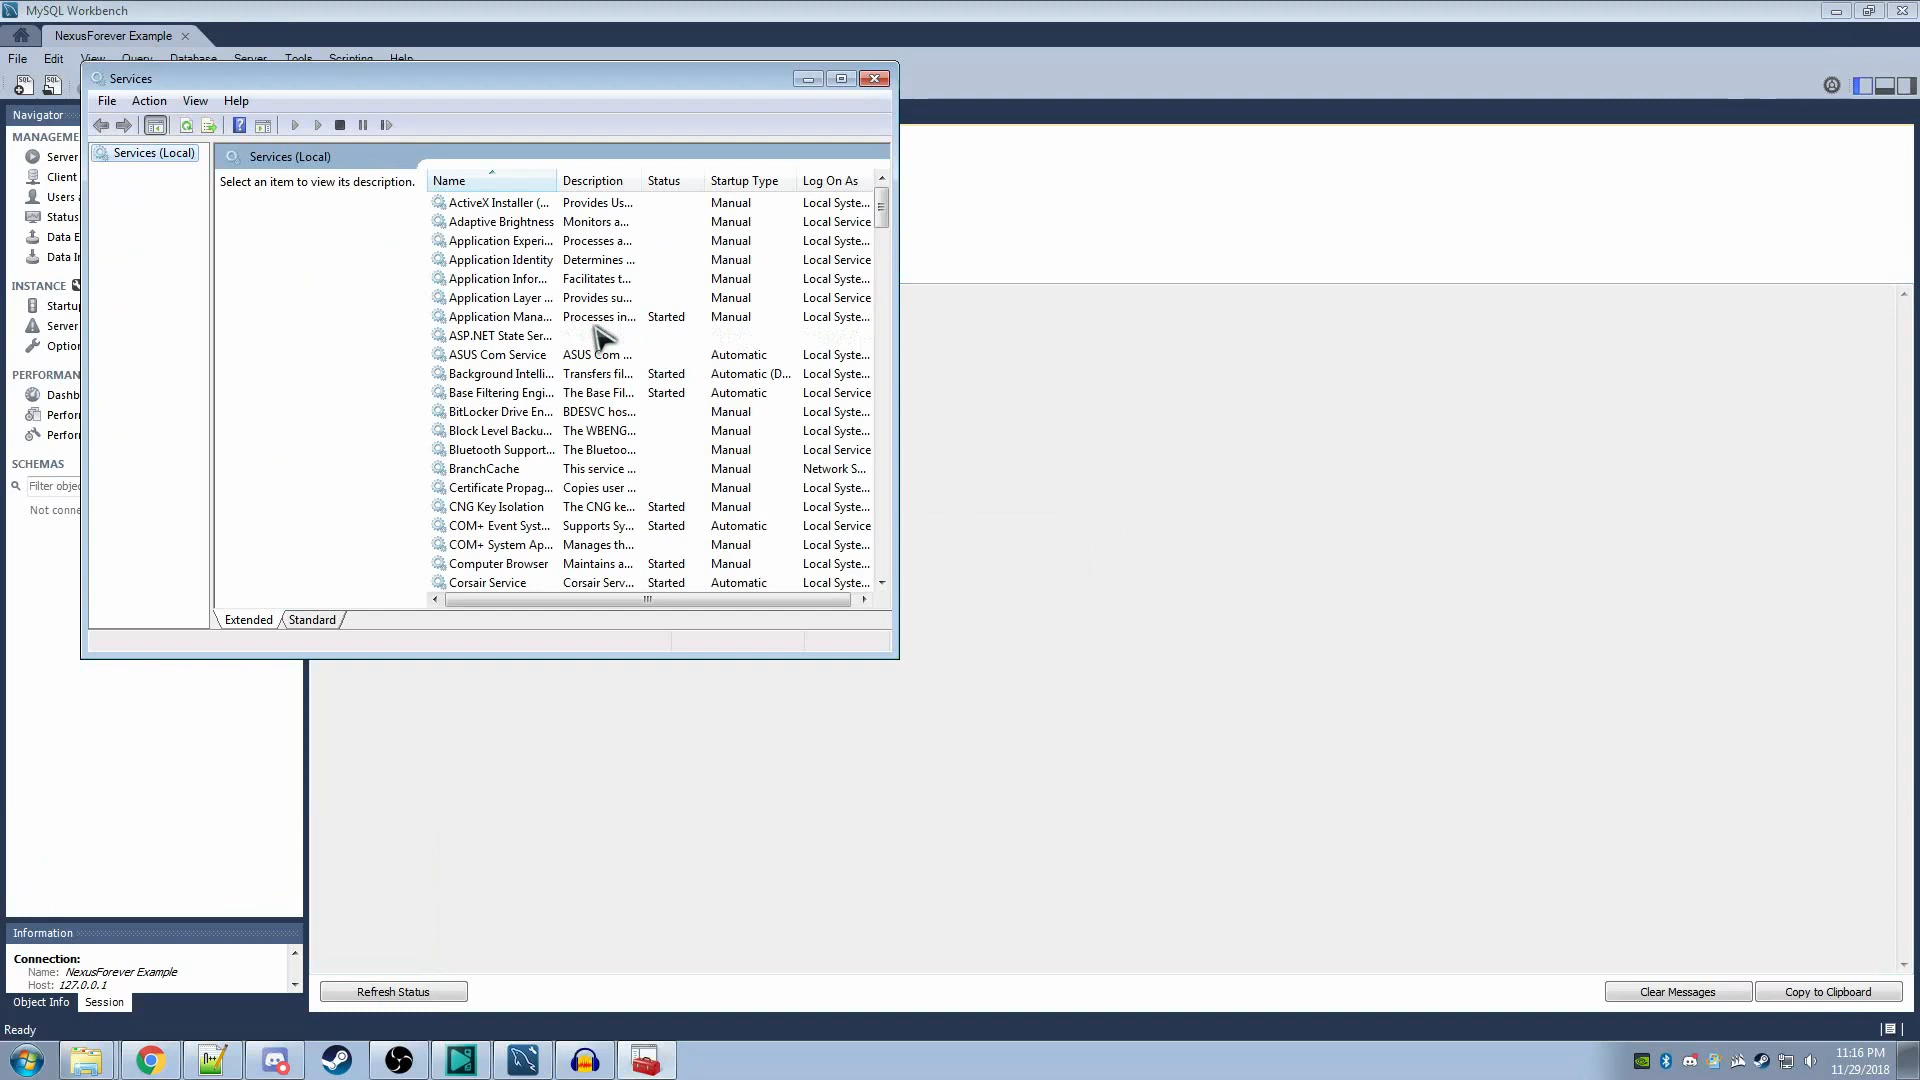 MySQL Workbench
NexusForever Example
File Edit View Query Database Server Tools Scripting Help
Services
File Action View Help
Navigator
MANAGEME
Server
Client
Users a
Status
Data E
Data In
INSTANCE
Startup
Server
Option
PERFORMAN
Dashb
Perfor
Perfor
SCHEMAS
Filter objec
Not conne
Services (Local)
Services (Local)
Select an item to view its description.
Name Description Status Startup Type Log On As
ActiveX Installer (... Provides Us... Manual Local Syste...
Adaptive Brightness Monitors a... Manual Local Service
Application Experi... Processes a... Manual Local Syste...
Application Identity Determines ... Manual Local Service
Application Infor... Facilitates t... Manual Local Syste...
Application Layer ... Provides su... Manual Local Service
Application Mana... Processes in... Started Manual Local Syste...
ASP.NET State Ser...
ASUS Com Service ASUS Com ... Automatic Local Syste...
Background Intelli... Transfers fil... Started Automatic (D... Local Syste...
Base Filtering Engi... The Base Fil... Started Automatic Local Service
BitLocker Drive En... BDESVC hos... Manual Local Syste...
Block Level Backu... The WBENG... Manual Local Syste...
Bluetooth Support... The Bluetoo... Manual Local Service
BranchCache This service ... Manual Network S...
Certificate Propag... Copies user ... Manual Local Syste...
CNG Key Isolation The CNG ke... Started Manual Local Syste...
COM+ Event Syst... Supports Sy... Started Automatic Local Service
COM+ System Ap... Manages th... Manual Local Syste...
Computer Browser Maintains a... Started Manual Local Syste...
Corsair Service Corsair Serv... Started Automatic Local Syste...
Extended Standard
Information
Connection:
Name: NexusForever Example
Host: 127.0.0.1
Object Info Session
Refresh Status
Clear Messages
Copy to Clipboard
Ready
11:16 PM
11/29/2018